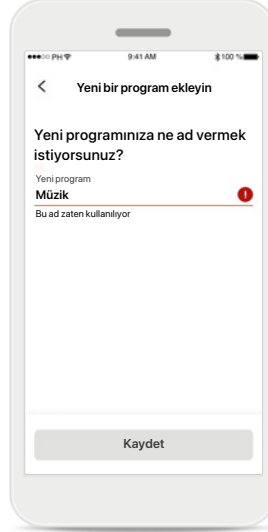 PH 9:41 AM 100 %
Yeni bir program ekleyin
Yeni programınıza ne ad vermek
istiyorsunuz?
Yeni program
Müzik
Bu ad zaten kullanılıyor
Kaydet